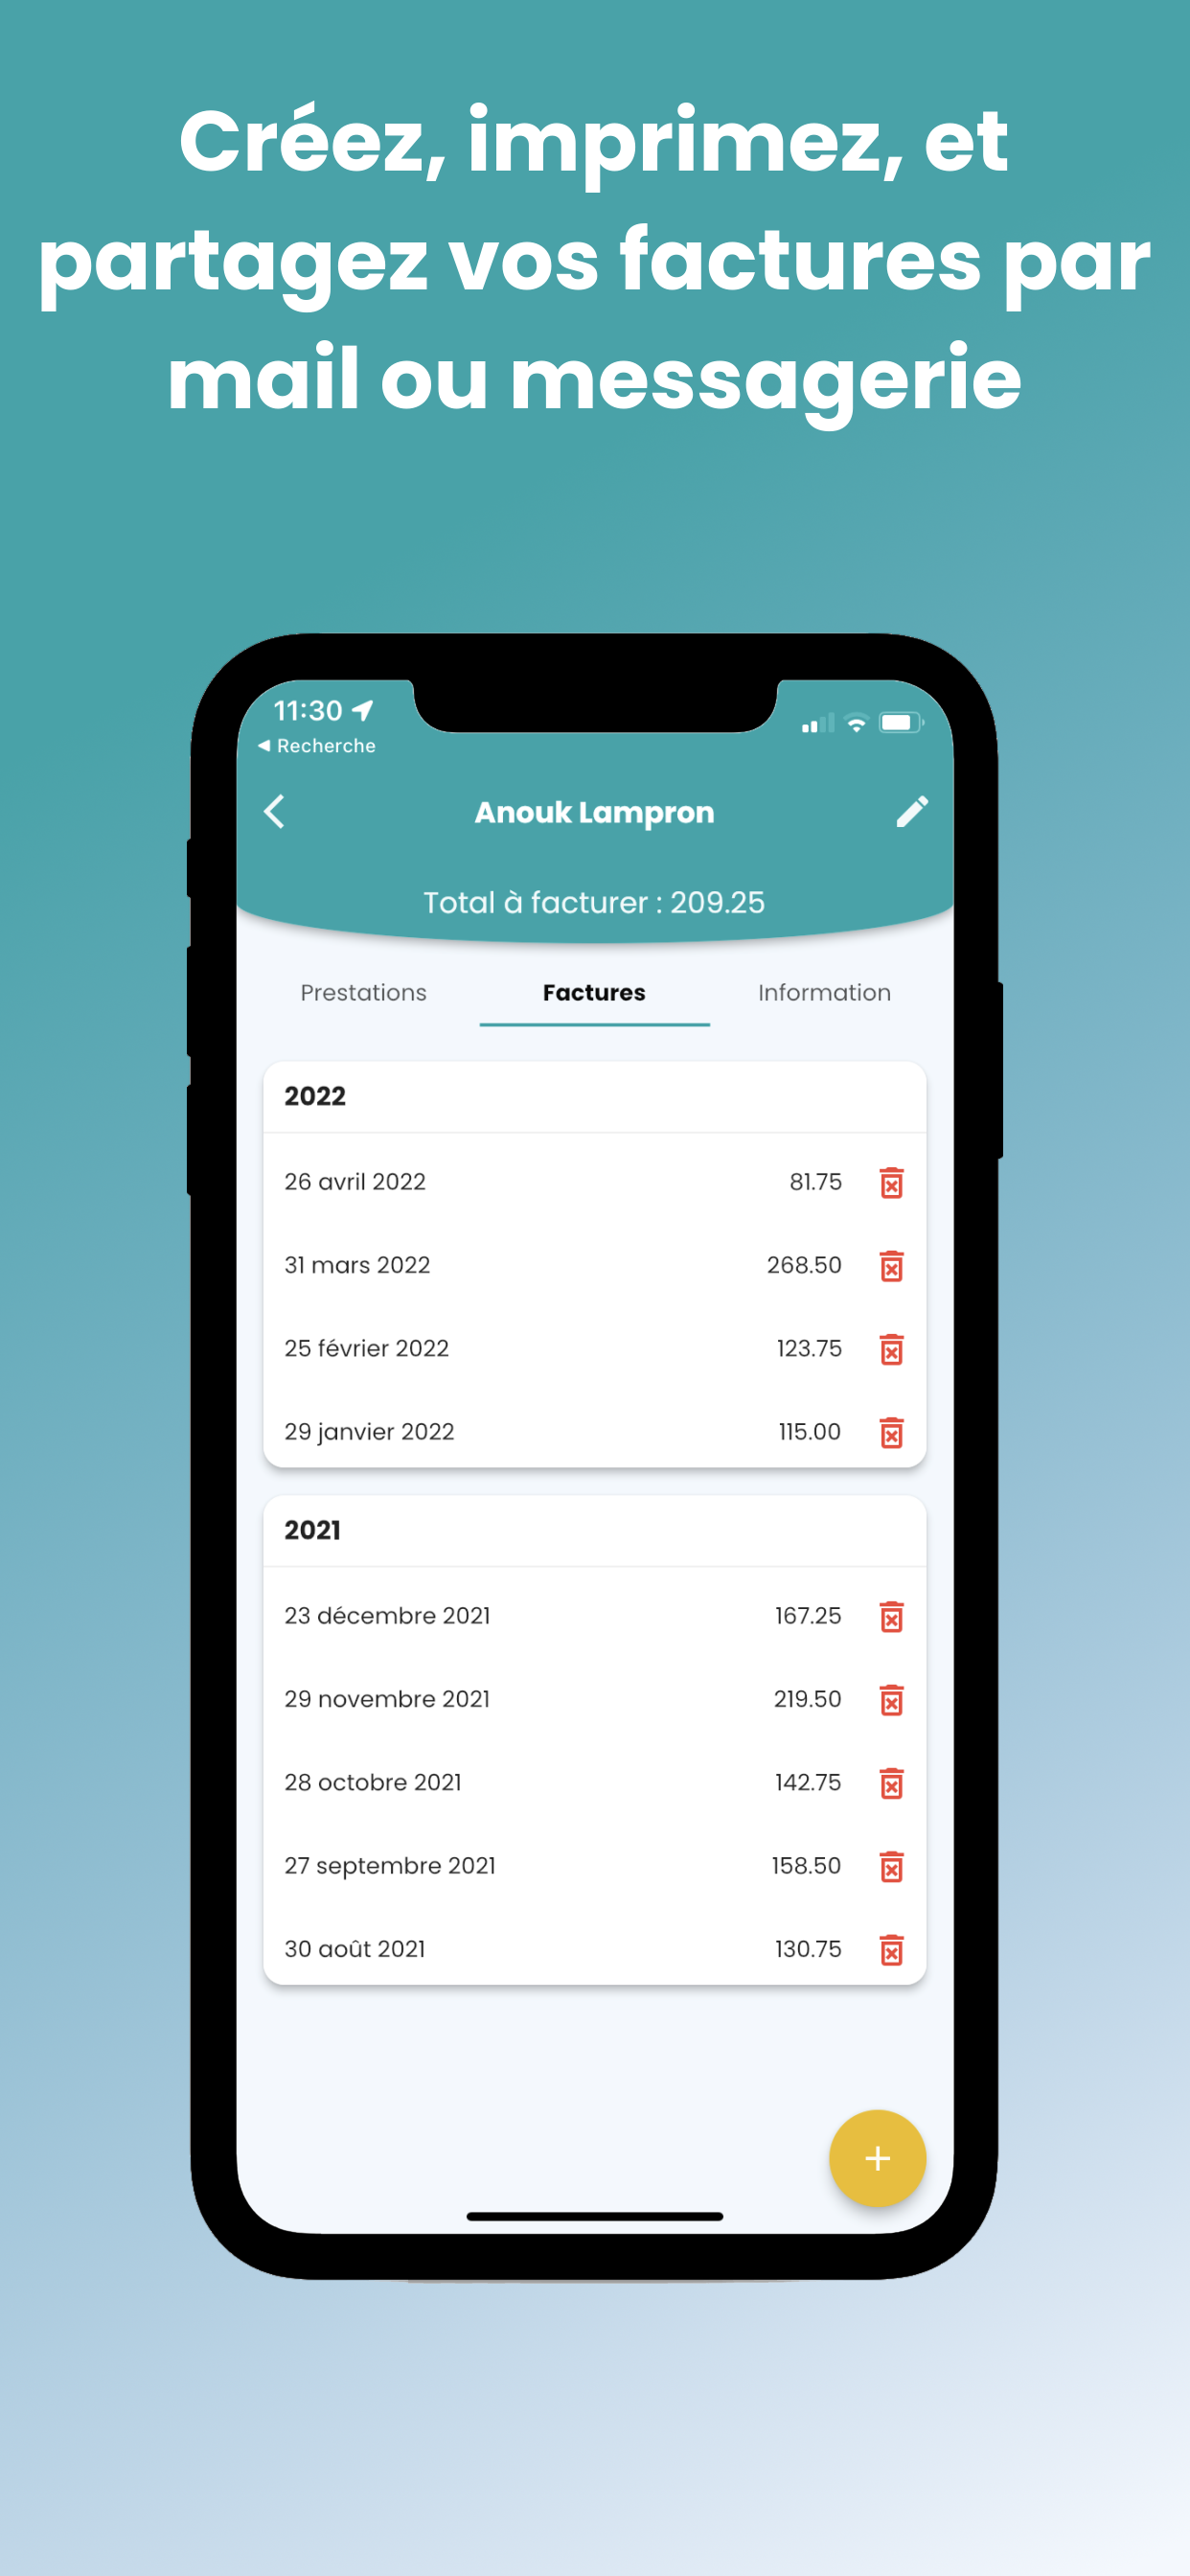 Créez, imprimez, et
partagez vos factures par
mail ou messagerie
11:30
◀ Recherche
Anouk Lampron
Total à facturer : 209.25
Prestations Factures Information
2022
26 avril 2022 81.75
31 mars 2022 268.50
25 février 2022 123.75
29 janvier 2022 115.00
2021
23 décembre 2021 167.25
29 novembre 2021 219.50
28 octobre 2021 142.75
27 septembre 2021 158.50
30 août 2021 130.75
+